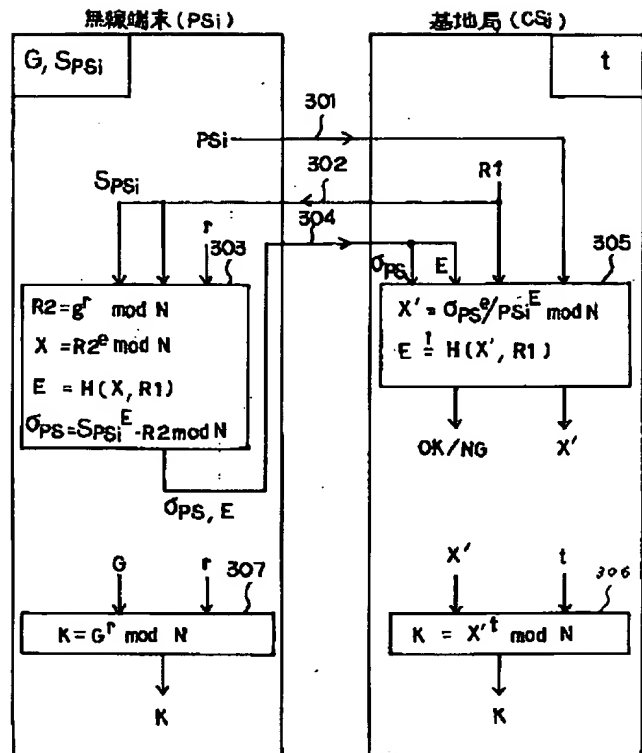 無線端末(PSi)
基地局(CSj)
G, SPSi
t
301
PSi
302
R1
SPSi
304
r
303
305
σPS
E
R2=g^r mod N
X =R2^e mod N
E = H(X, R1)
σPS=SPSi^E・R2 mod N
X' = σPS^e/PSi^E mod N
E ≟ H(X', R1)
OK/NG
X'
σPS, E
G
r
307
X'
t
306
K = G^r mod N
K = X'^t mod N
K
K